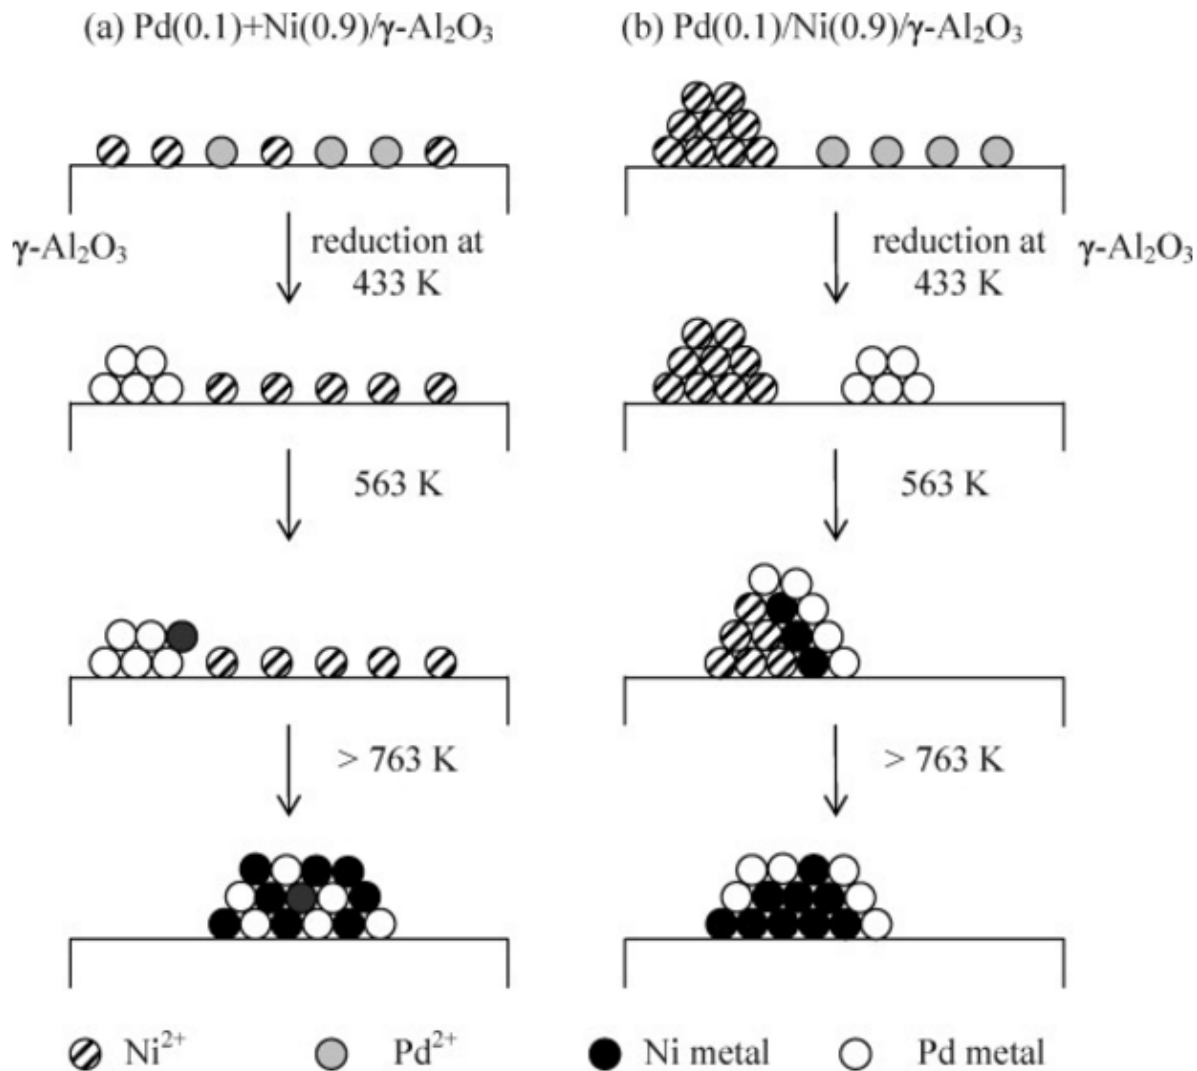 (a) Pd(0.1)+Ni(0.9)/γ-Al₂O₃
(b) Pd(0.1)/Ni(0.9)/γ-Al₂O₃
γ-Al₂O₃
reduction at
433 K
reduction at
433 K
γ-Al₂O₃
563 K
563 K
> 763 K
> 763 K
Ni²⁺
Pd²⁺
Ni metal
Pd metal